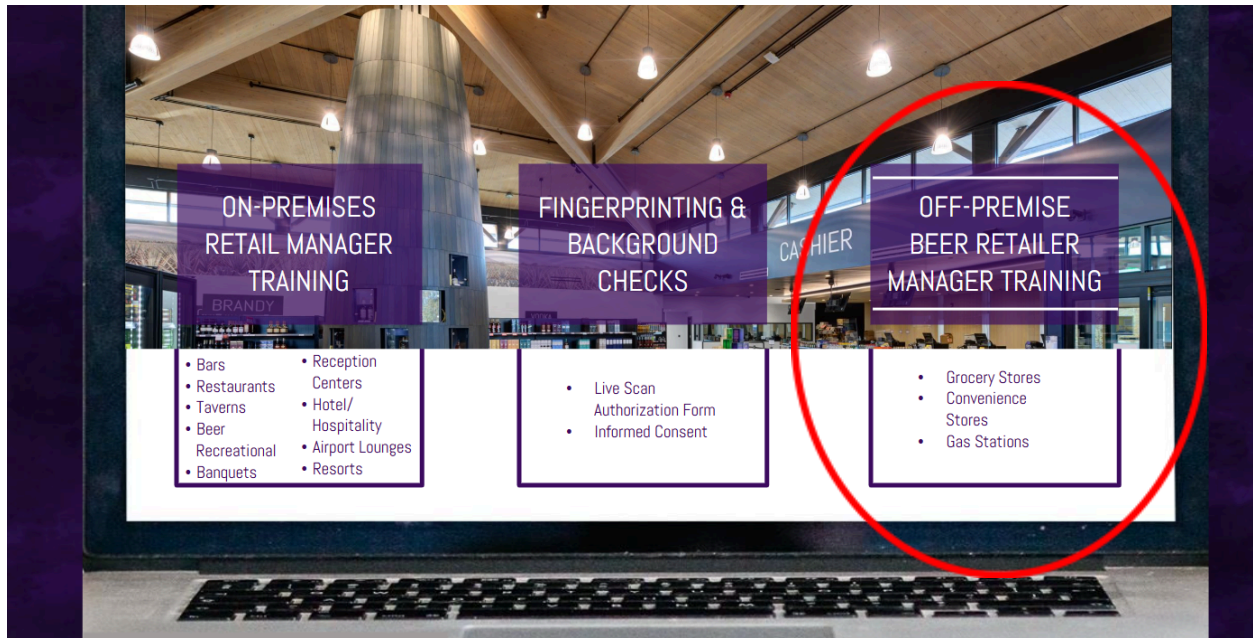 ON-PREMISES
RETAIL MANAGER
TRAINING
BRANDY
• Bars
• Restaurants
• Taverns
• Beer
Recreational
• Banquets
• Reception
Centers
• Hotel/
Hospitality
• Airport Lounges
• Resorts
FINGERPRINTING &
BACKGROUND
CHECKS
VODKA
• Live Scan
Authorization Form
• Informed Consent
CASHIER
OFF-PREMISE
BEER RETAILER
MANAGER TRAINING
• Grocery Stores
• Convenience
Stores
• Gas Stations